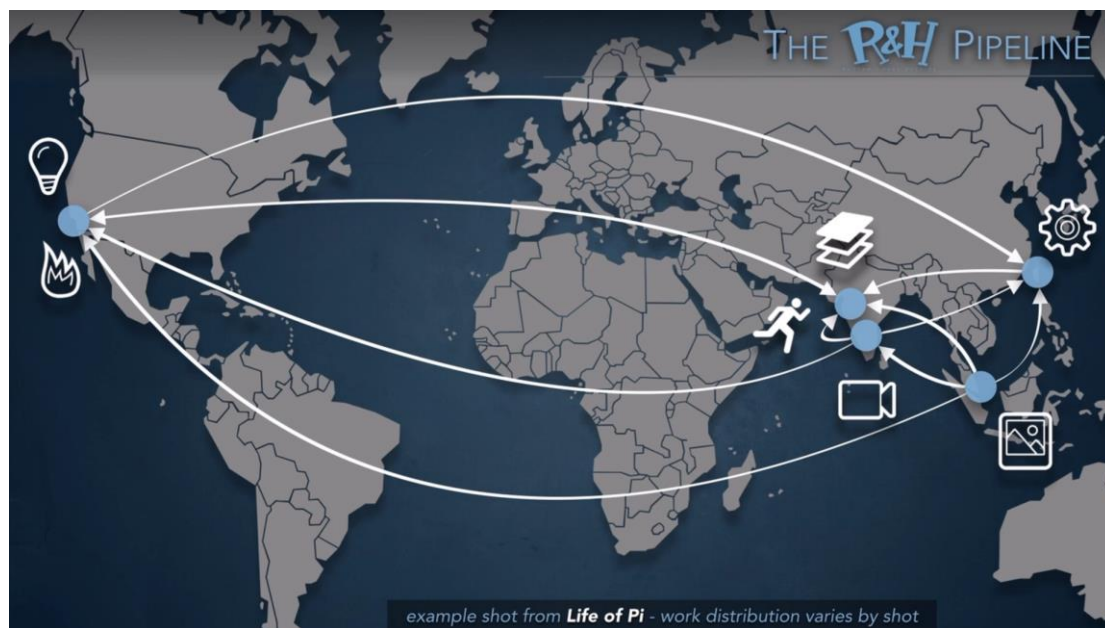 THE R&H PIPELINE
example shot from Life of Pi - work distribution varies by shot